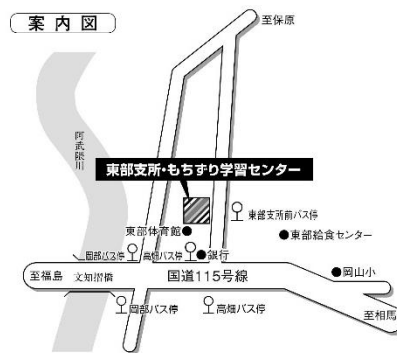 案内図
至保原
阿武隈川
東部支所・もちずり学習センター
東部支所前バス停
東部体育館
東部給食センター
岡部バス停
高畑バス停
銀行
岡山小
至福島
文知摺橋
国道115号線
岡部バス停
高畑バス停
至相馬